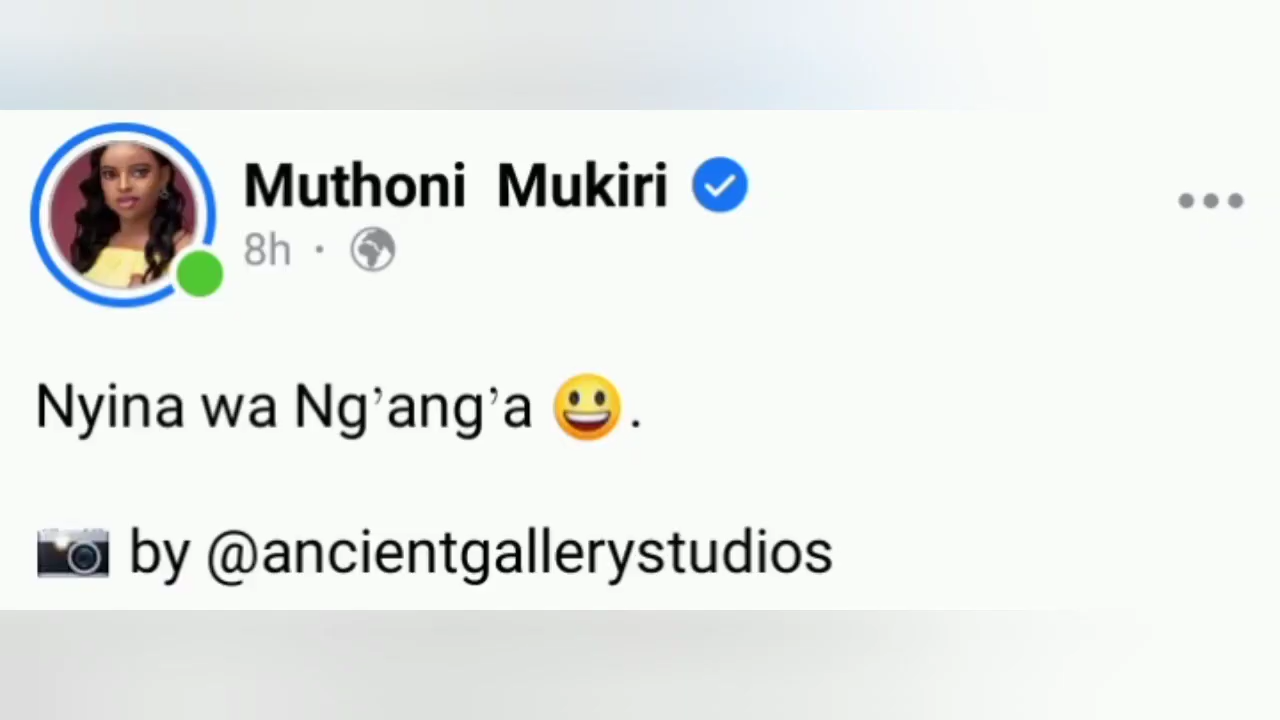 Muthoni Mukiri
8h ·
Nyina wa Ng’ang’a 😃.
📷 by @ancientgallerystudios